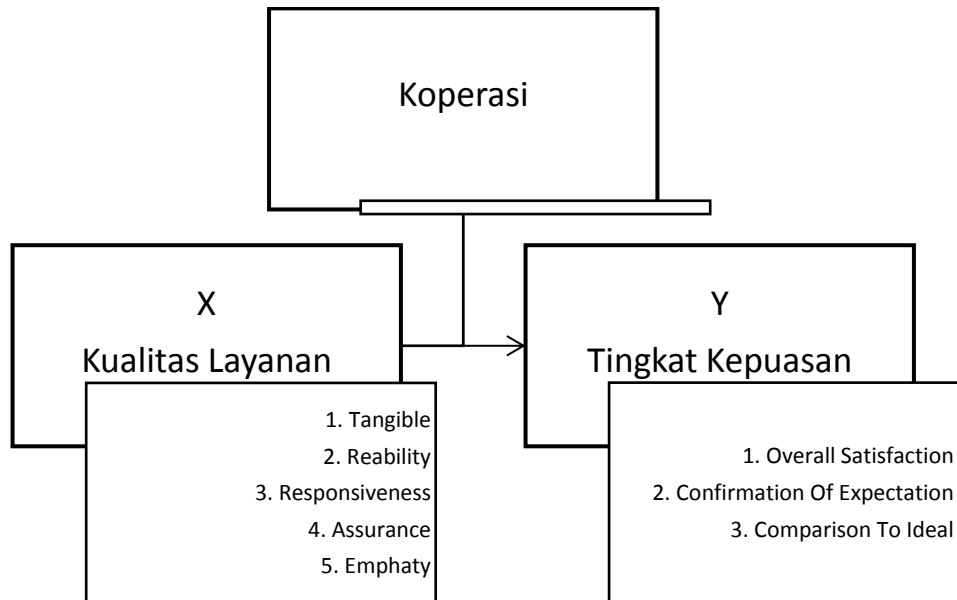 Koperasi
X
Kualitas Layanan
1. Tangible
2. Reability
3. Responsiveness
4. Assurance
5. Emphaty
Y
Tingkat Kepuasan
1. Overall Satisfaction
2. Confirmation Of Expectation
3. Comparison To Ideal